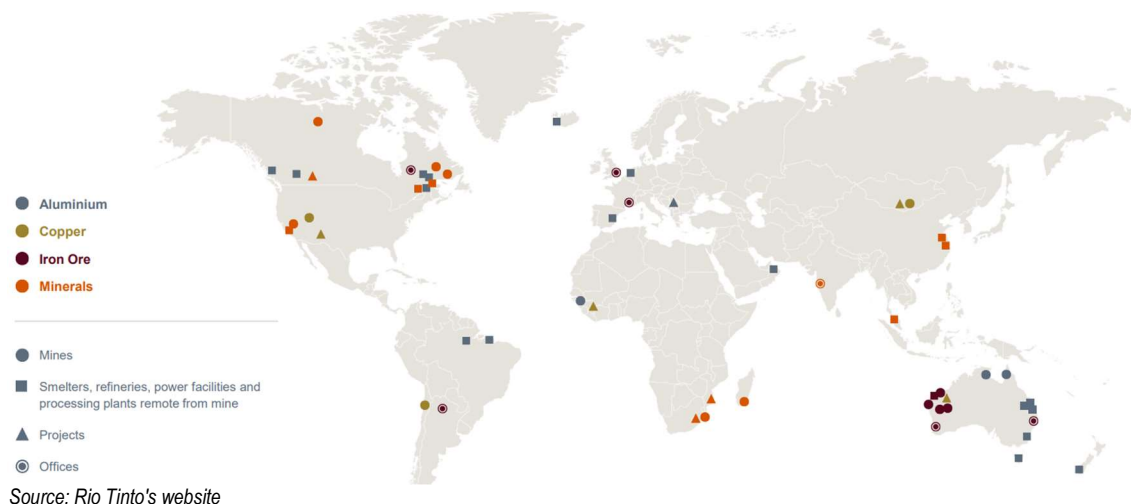 Aluminium
Copper
Iron Ore
Minerals
Mines
Smelters, refineries, power facilities and
processing plants remote from mine
Projects
Offices
Source: Rio Tinto's website